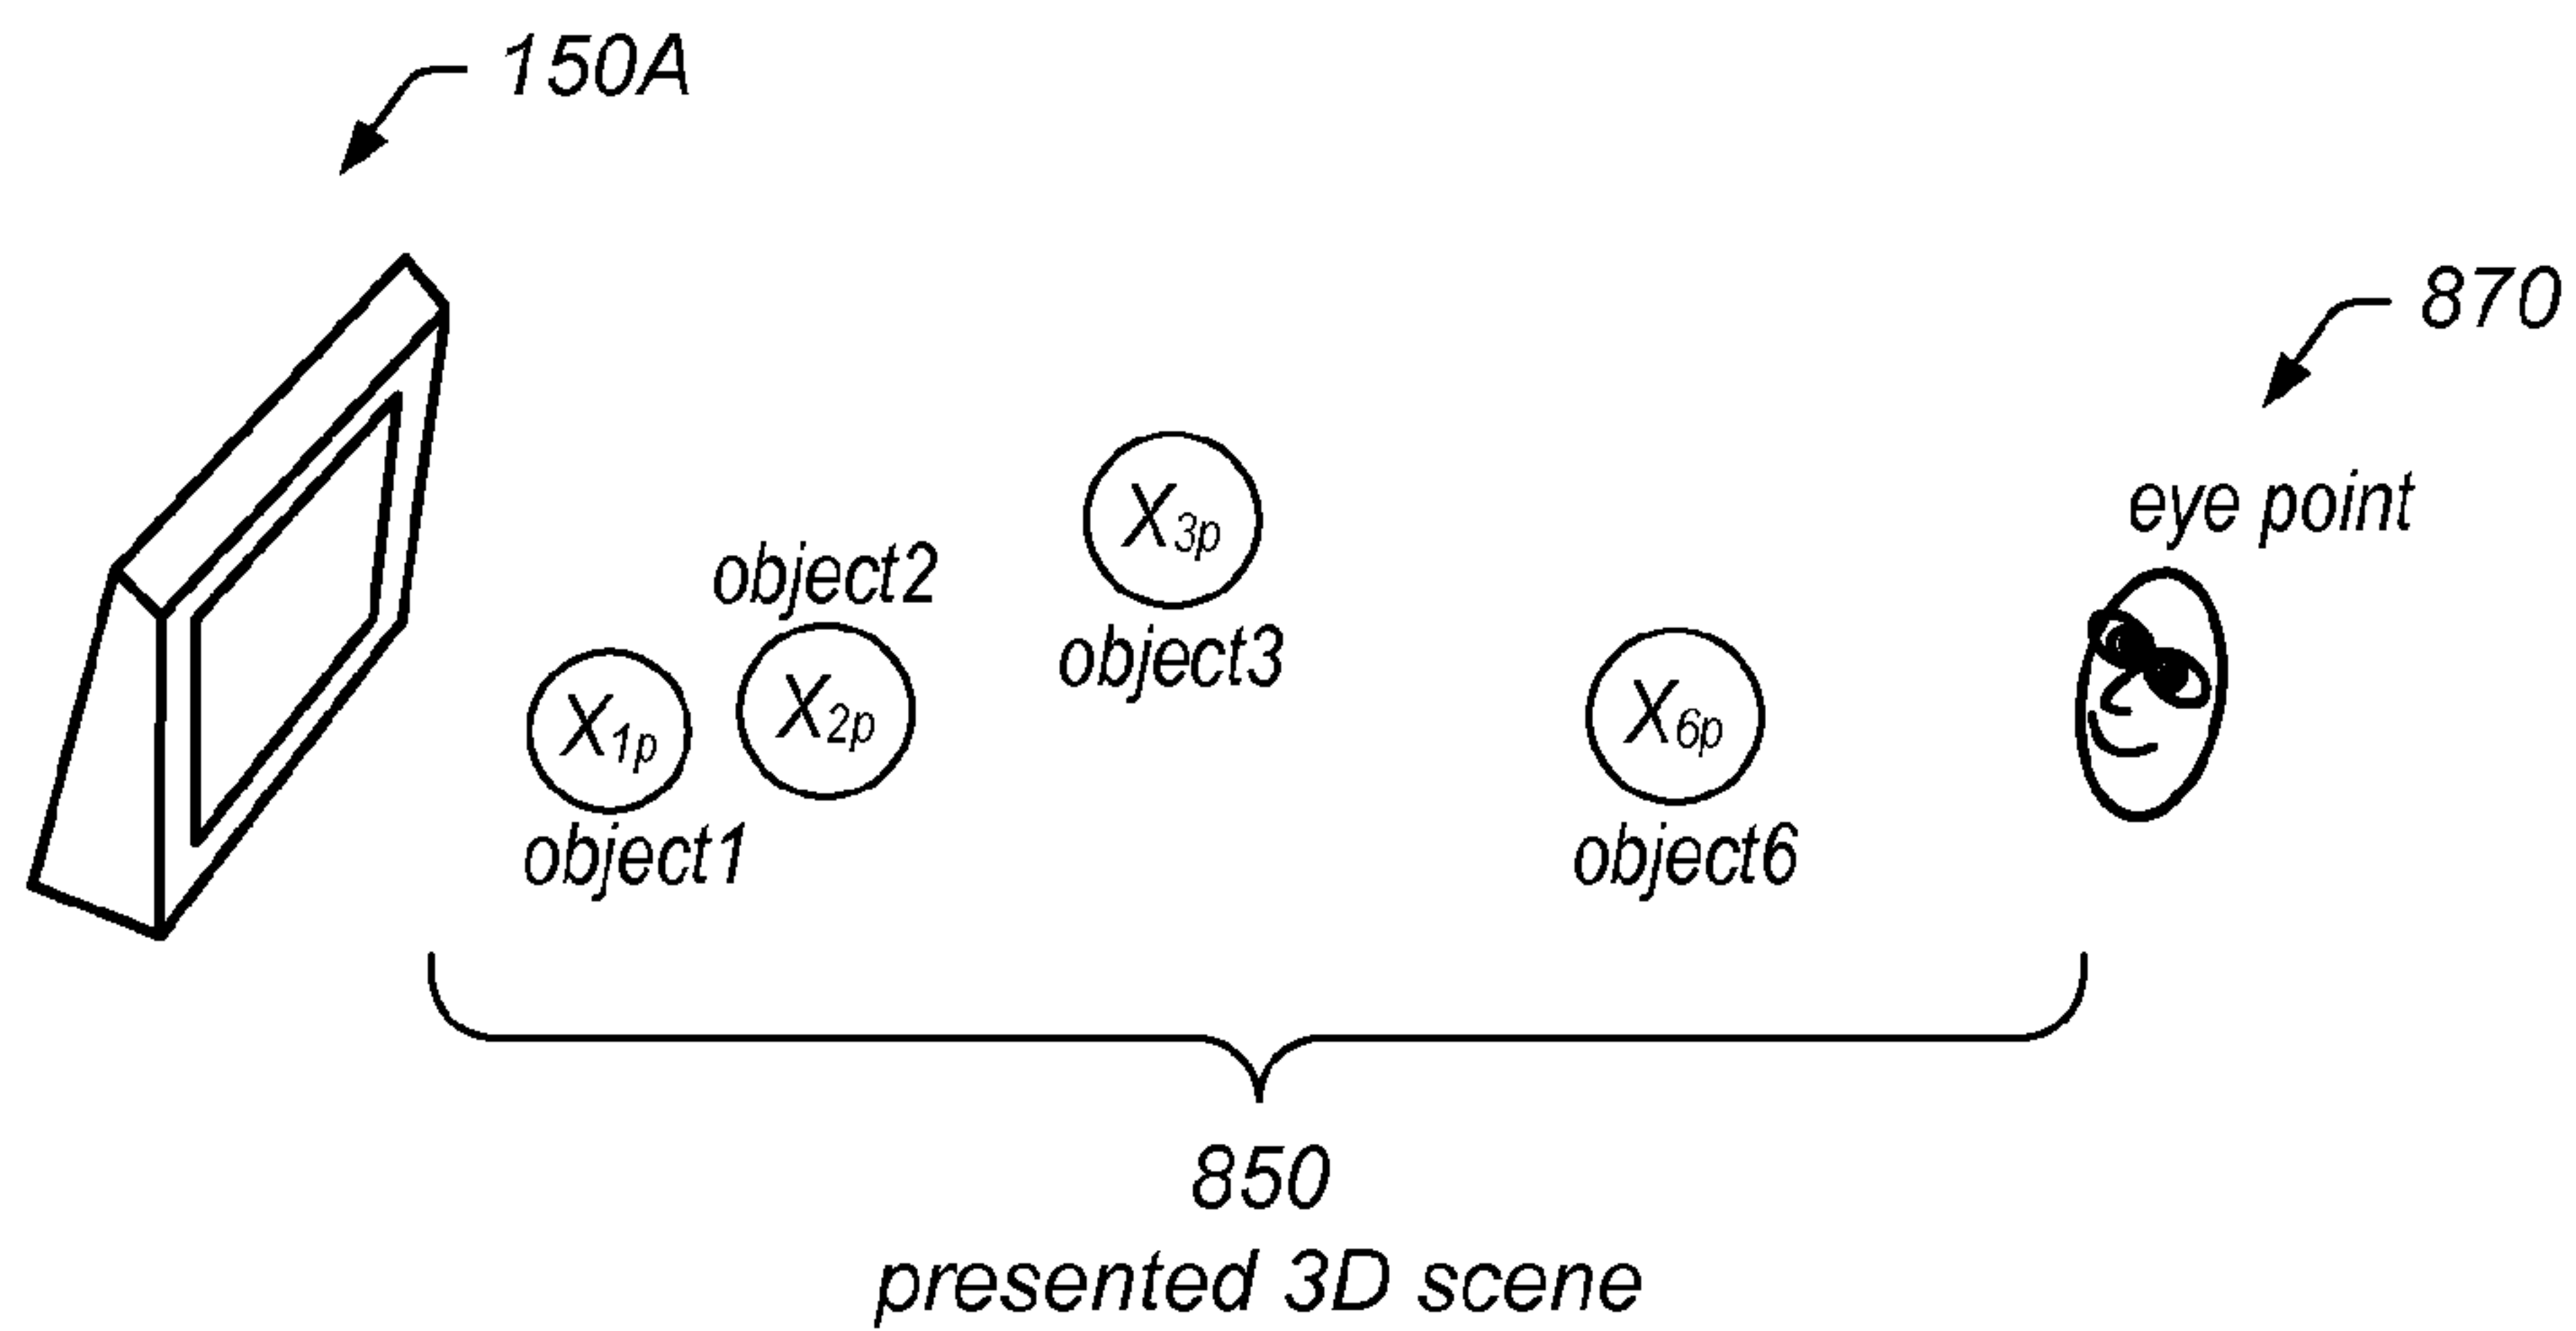 150A
870
eye point
X3p
object2
object3
X1p
X2p
X6p
object1
object6
850
presented 3D scene